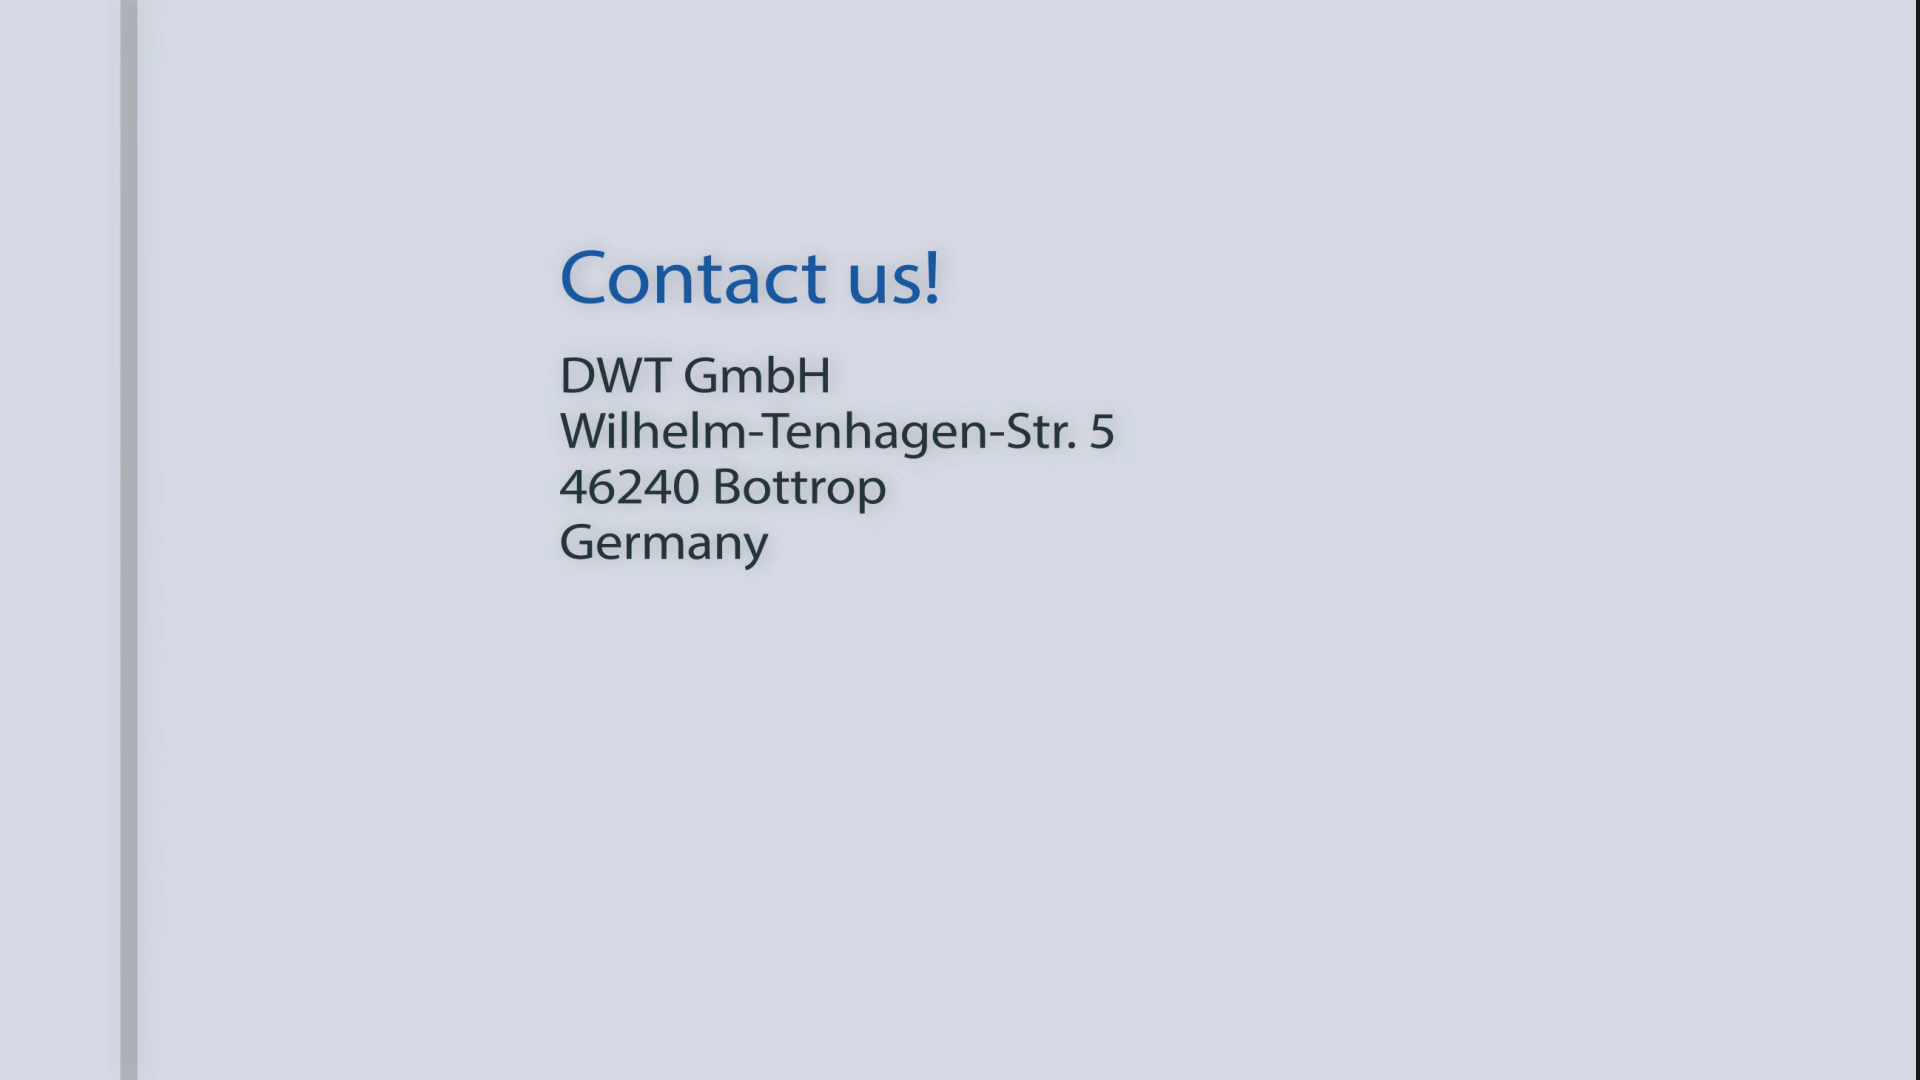 Contact us!
DWT GmbH
Wilhelm-Tenhagen-Str. 5
46240 Bottrop
Germany